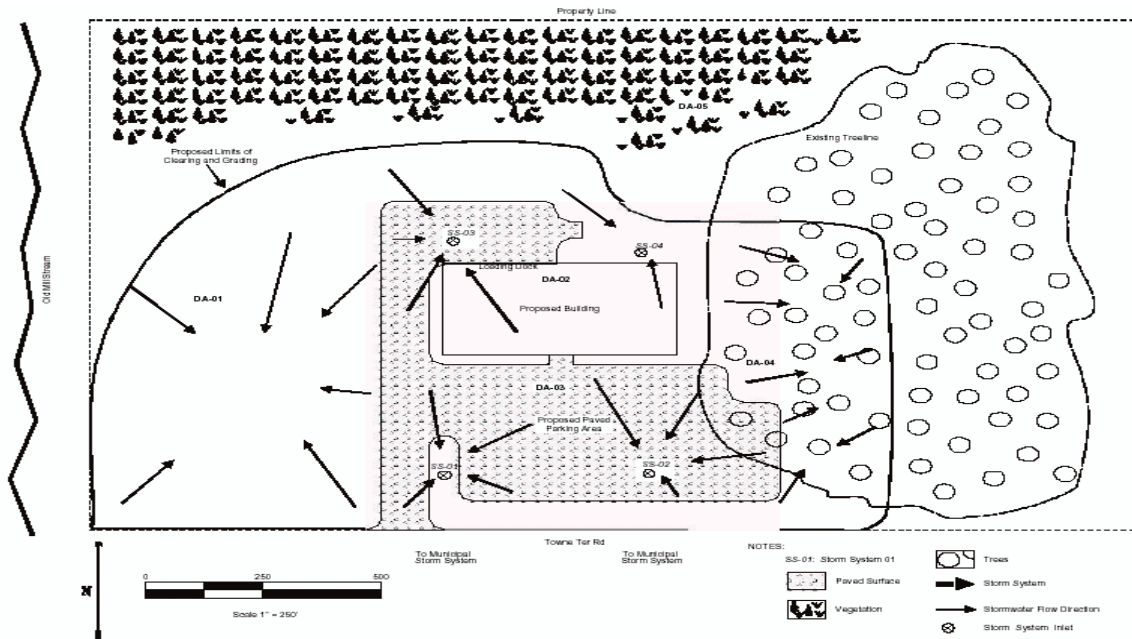 Property Line
DA-05
Existing Treeline
Proposed Limits of
Clearing and Grading
SS-03
SS-04
Loading Dock
DA-02
Old Mill Stream
DA-01
Proposed Building
DA-04
DA-03
Proposed Paved
Parking Area
SS-01
SS-02
Towne Ter Rd
To Municipal
Storm System
To Municipal
Storm System
NOTES:
SS-01: Storm System 01
Trees
Paved Surface
Storm System
Vegetation
Stormwater Flow Direction
Storm System Inlet
N
0 250 500
Scale 1" = 250'